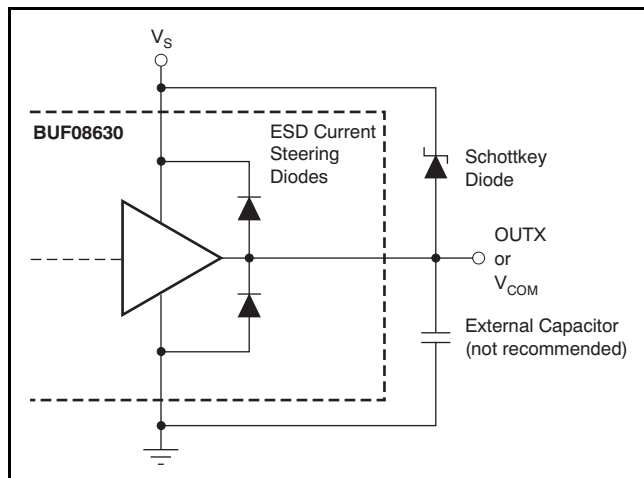 V_S
BUF08630
ESD Current
Steering
Diodes
Schottkey
Diode
OUTX
or
V_COM
External Capacitor
(not recommended)